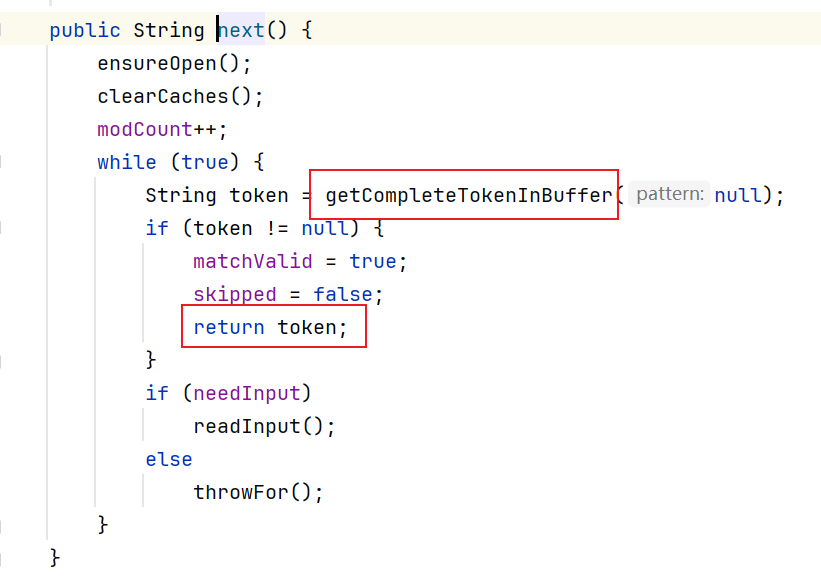 public String next() {
ensureOpen();
clearCaches();
modCount++;
while (true) {
String token = getCompleteTokenInBuffer( pattern: null);
if (token != null) {
matchValid = true;
skipped = false;
return token;
}
if (needInput)
readInput();
else
throwFor();
}
}